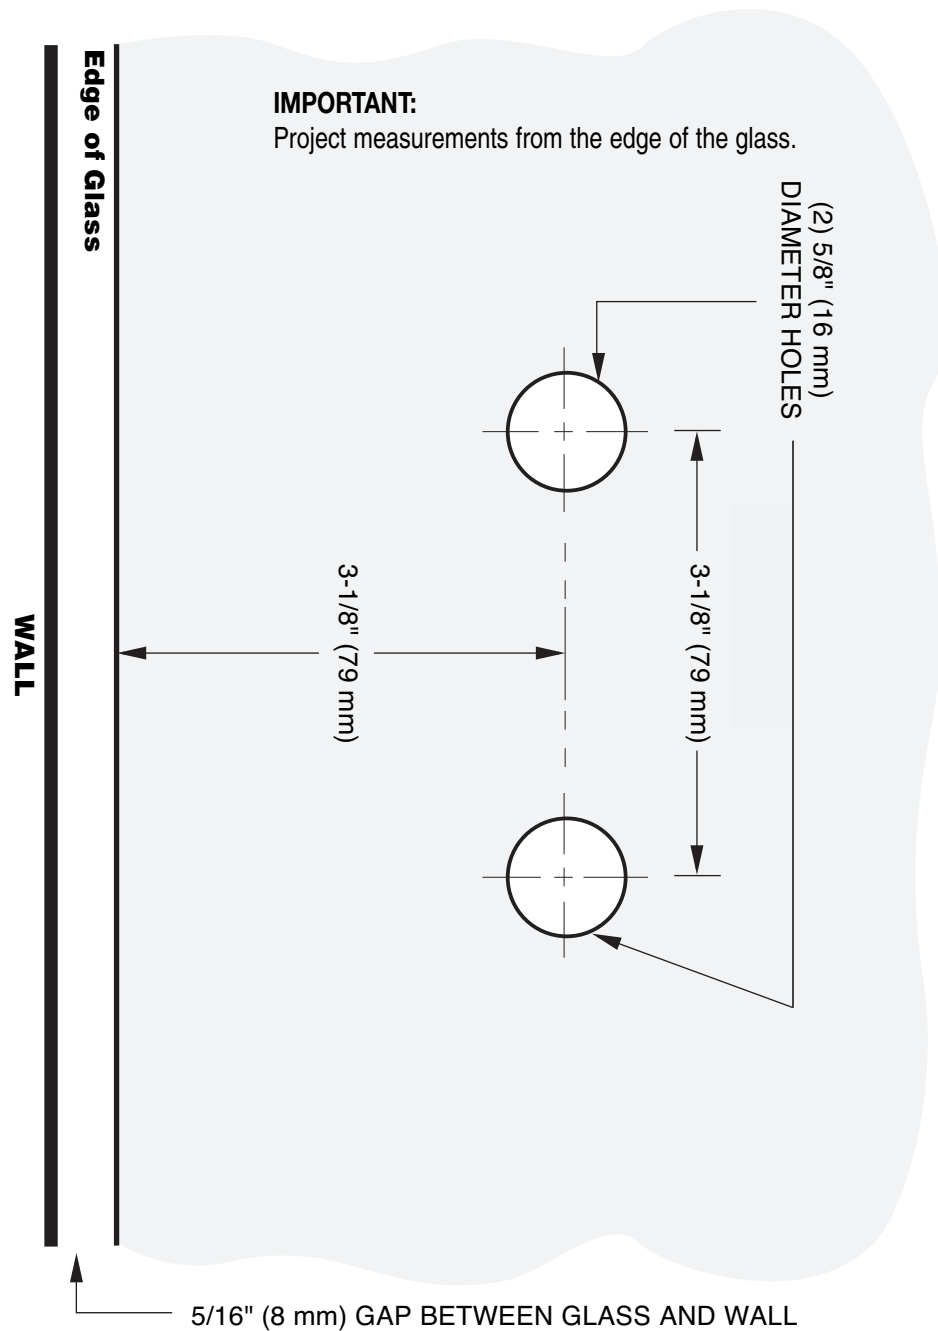 Edge of Glass
IMPORTANT:
Project measurements from the edge of the glass.
(2) 5/8" (16 mm)
DIAMETER HOLES
3-1/8" (79 mm)
3-1/8" (79 mm)
WALL
5/16" (8 mm) GAP BETWEEN GLASS AND WALL